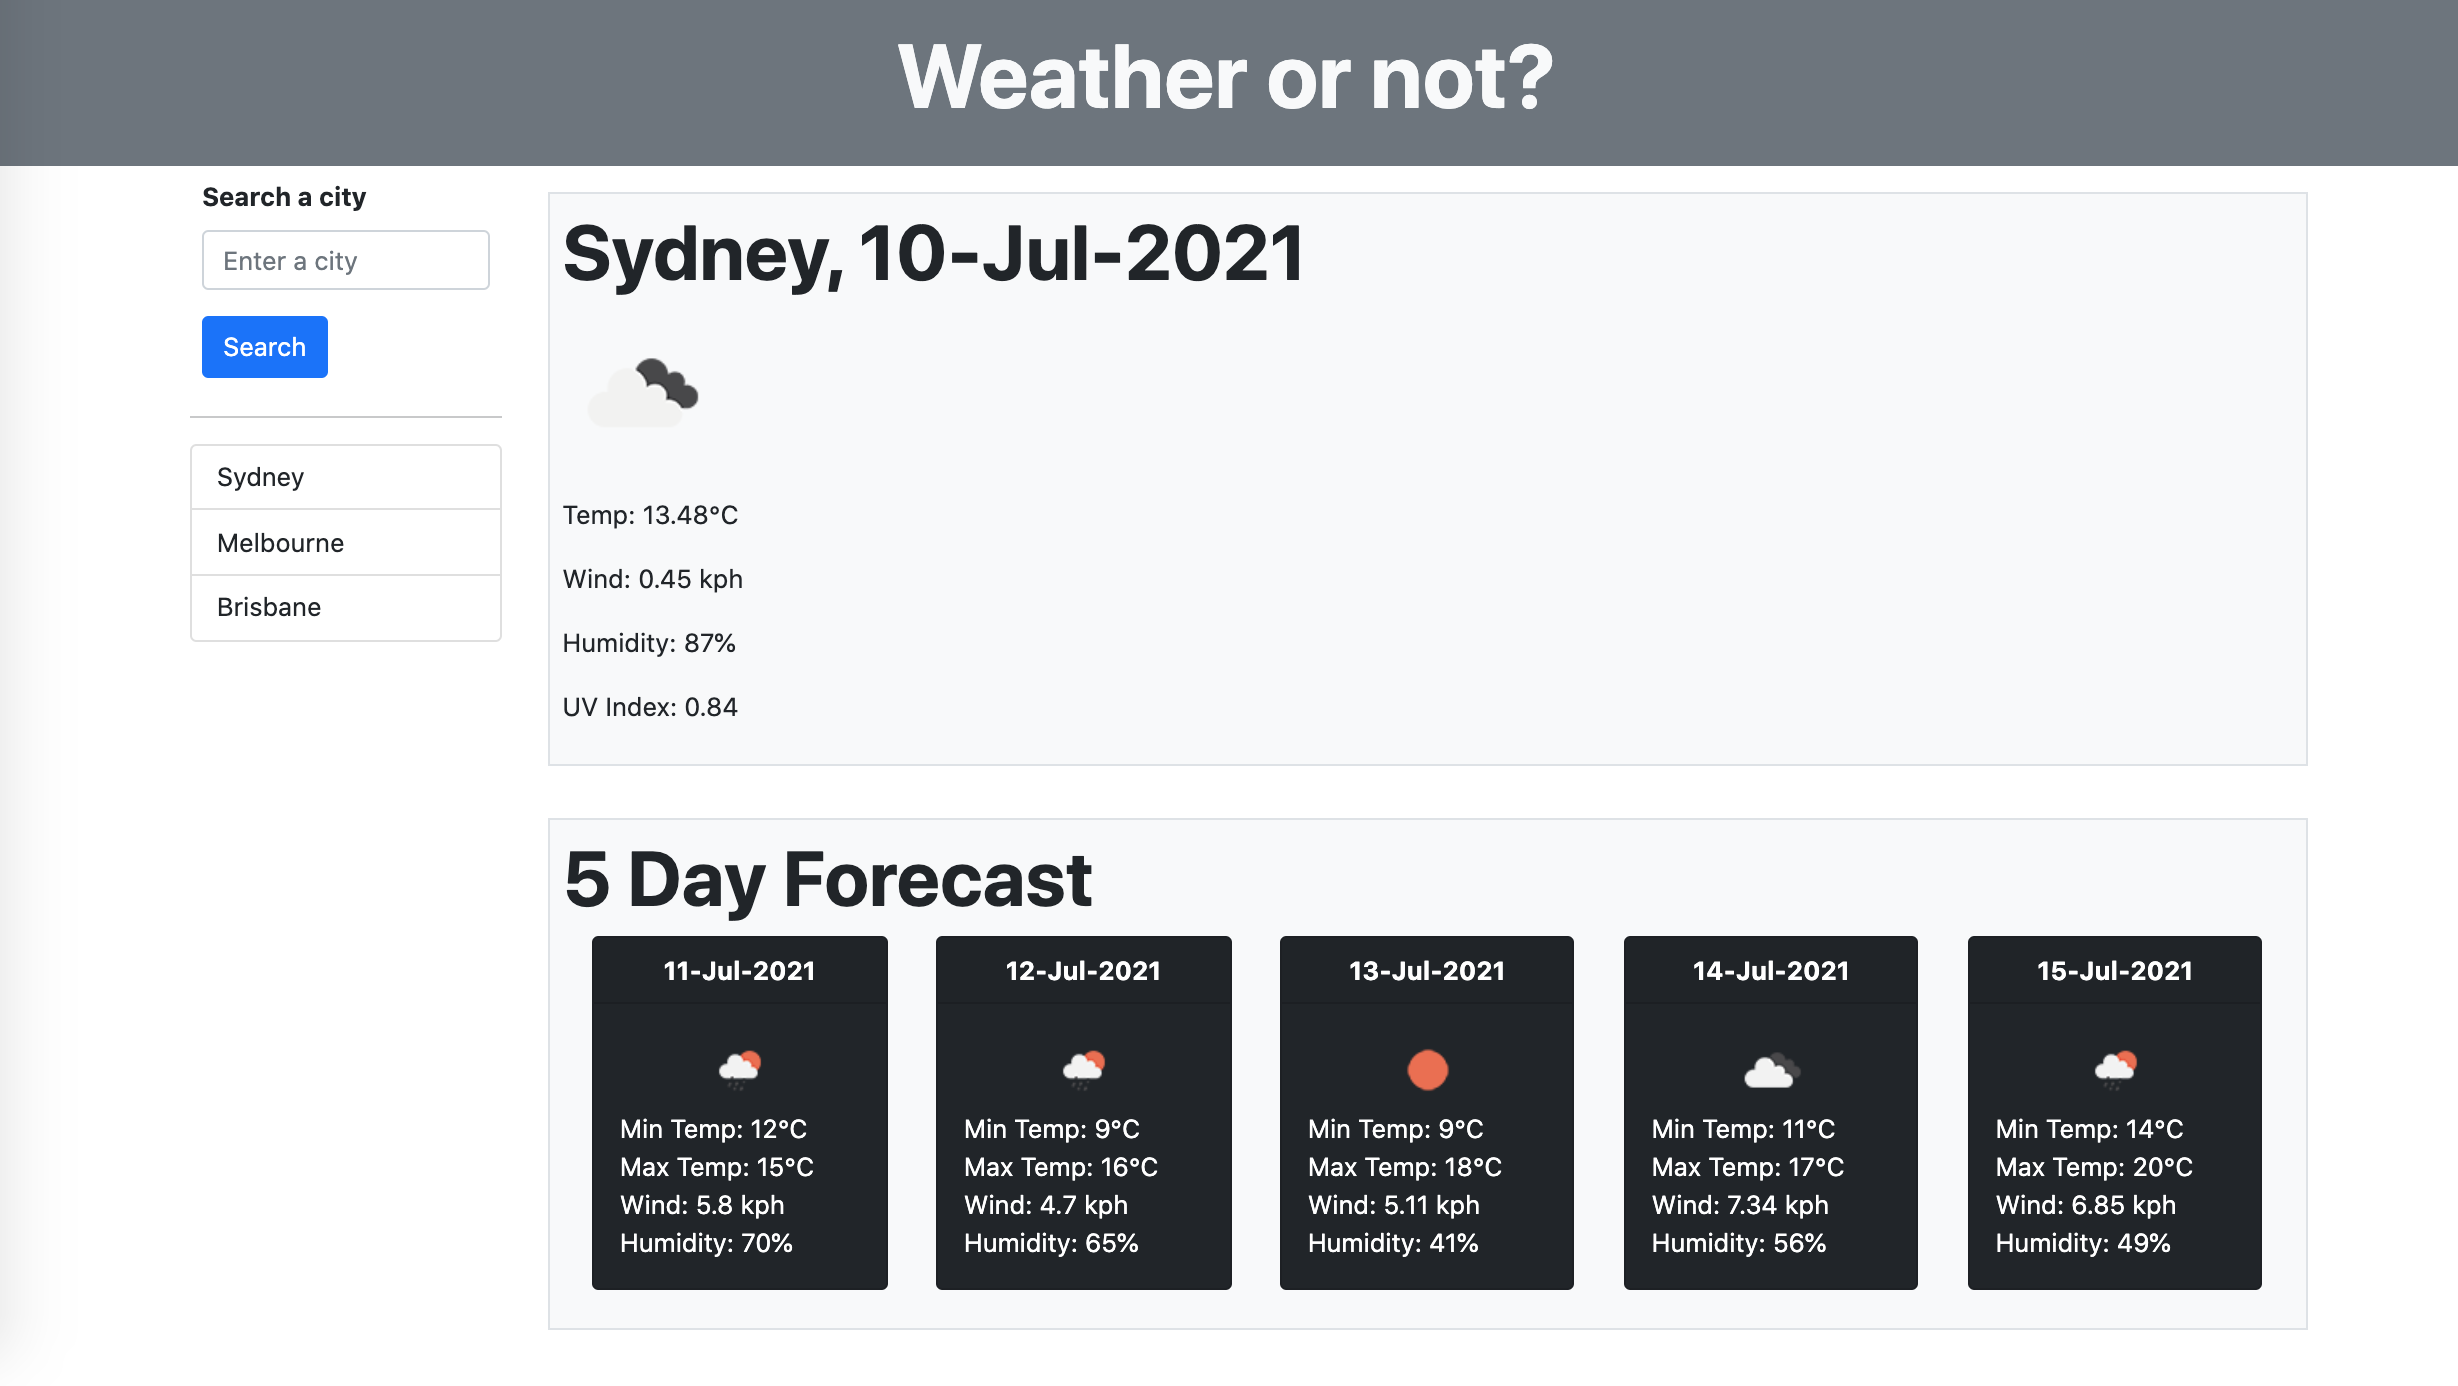 Weather or not?
Search a city
Enter a city
Search
Sydney
Melbourne
Brisbane
Sydney, 10-Jul-2021
Temp: 13.48°C
Wind: 0.45 kph
Humidity: 87%
UV Index: 0.84
5 Day Forecast
11-Jul-2021
Min Temp: 12°C
Max Temp: 15°C
Wind: 5.8 kph
Humidity: 70%
12-Jul-2021
Min Temp: 9°C
Max Temp: 16°C
Wind: 4.7 kph
Humidity: 65%
13-Jul-2021
Min Temp: 9°C
Max Temp: 18°C
Wind: 5.11 kph
Humidity: 41%
14-Jul-2021
Min Temp: 11°C
Max Temp: 17°C
Wind: 7.34 kph
Humidity: 56%
15-Jul-2021
Min Temp: 14°C
Max Temp: 20°C
Wind: 6.85 kph
Humidity: 49%